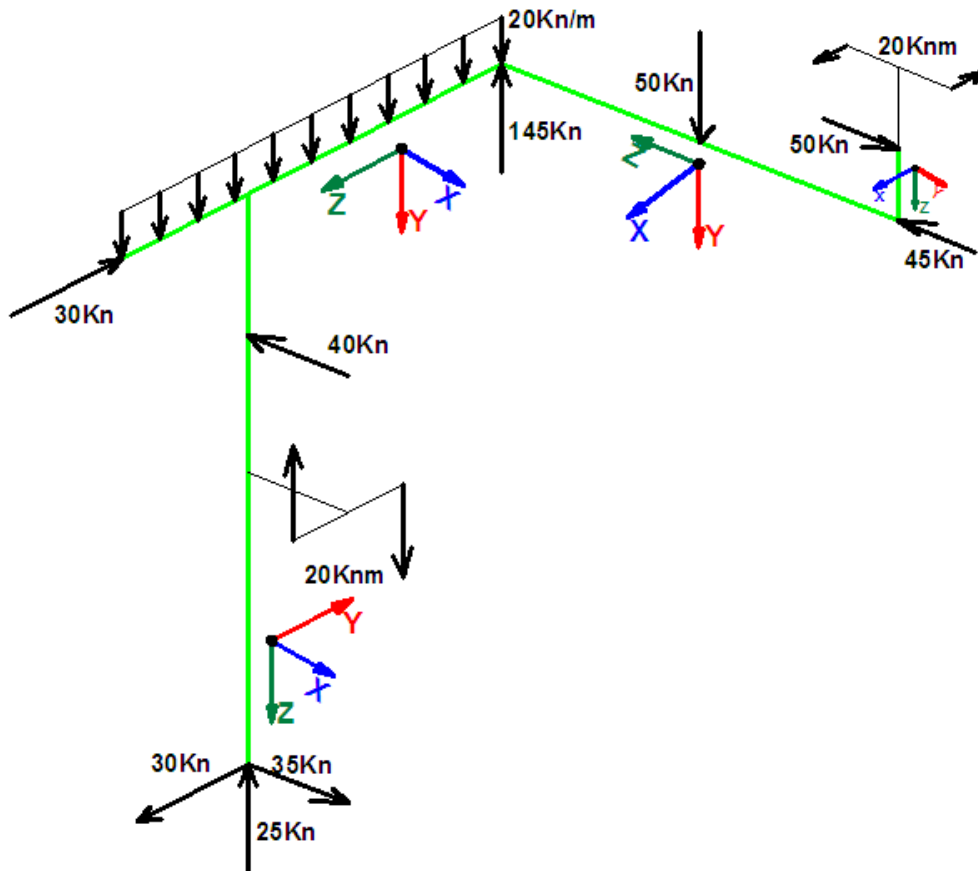 20Kn/m
20Knm
50Kn
145Kn
50Kn
Z
X
Y
Z
X
Y
X
Y
Z
45Kn
30Kn
40Kn
20Knm
Y
X
Z
30Kn
35Kn
25Kn